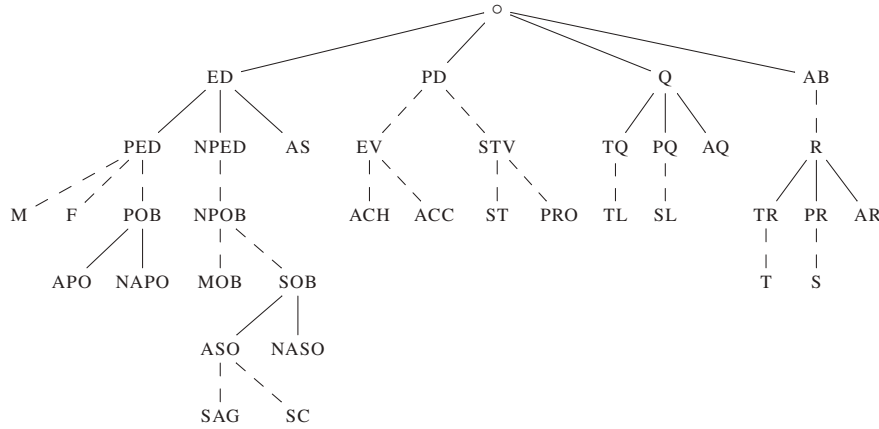 ED PD Q AB
PED NPED AS EV STV TQ PQ AQ R
M F POB NPOB ACH ACC ST PRO TL SL TR PR AR
APO NAPO MOB SOB T S
ASO NASO
SAG SC